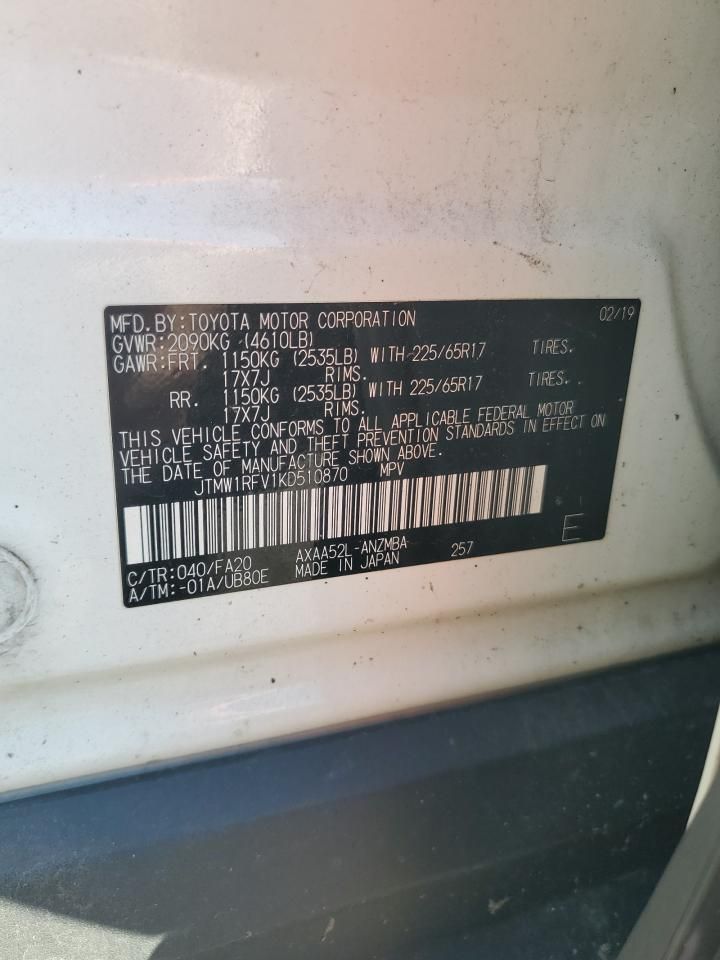 MFD.BY:TOYOTA MOTOR CORPORATION 02/19
GVWR:2090KG (4610LB)
GAWR:FRT. 1150KG (2535LB) WITH 225/65R17 TIRES.
17X7J RIMS.
RR. 1150KG (2535LB) WITH 225/65R17 TIRES.
17X7J RIMS.
THIS VEHICLE CONFORMS TO ALL APPLICABLE FEDERAL MOTOR
VEHICLE SAFETY AND THEFT PREVENTION STANDARDS IN EFFECT ON
THE DATE OF MANUFACTURE SHOWN ABOVE.
JTMW1RFV1KD510870 MPV
C/TR:040/FA20 AXAA52L-ANZMBA 257 E
A/TM:-01A/UB80E MADE IN JAPAN